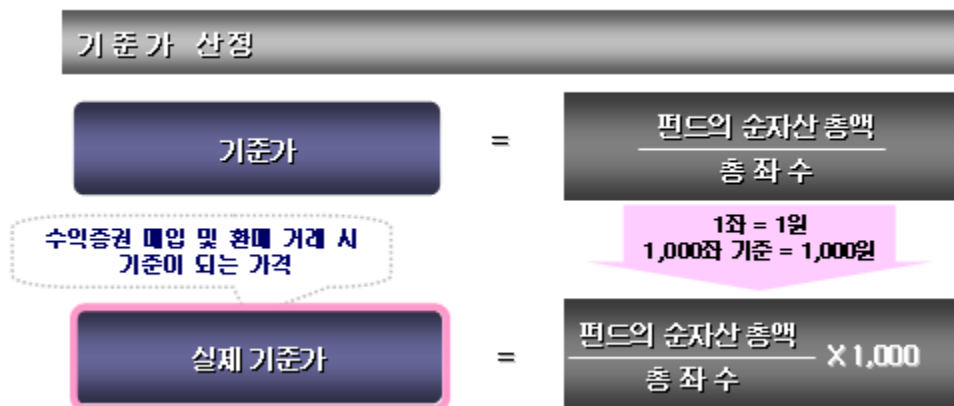 기준가 산정
기준가
=
펀드의 순자산 총액
총 좌 수
1좌 = 1원
1,000좌 기준 = 1,000원
수익증권 매입 및 환매 거래 시
기준이 되는 가격
실제 기준가
=
펀드의 순자산 총액
총 좌 수
X 1,000